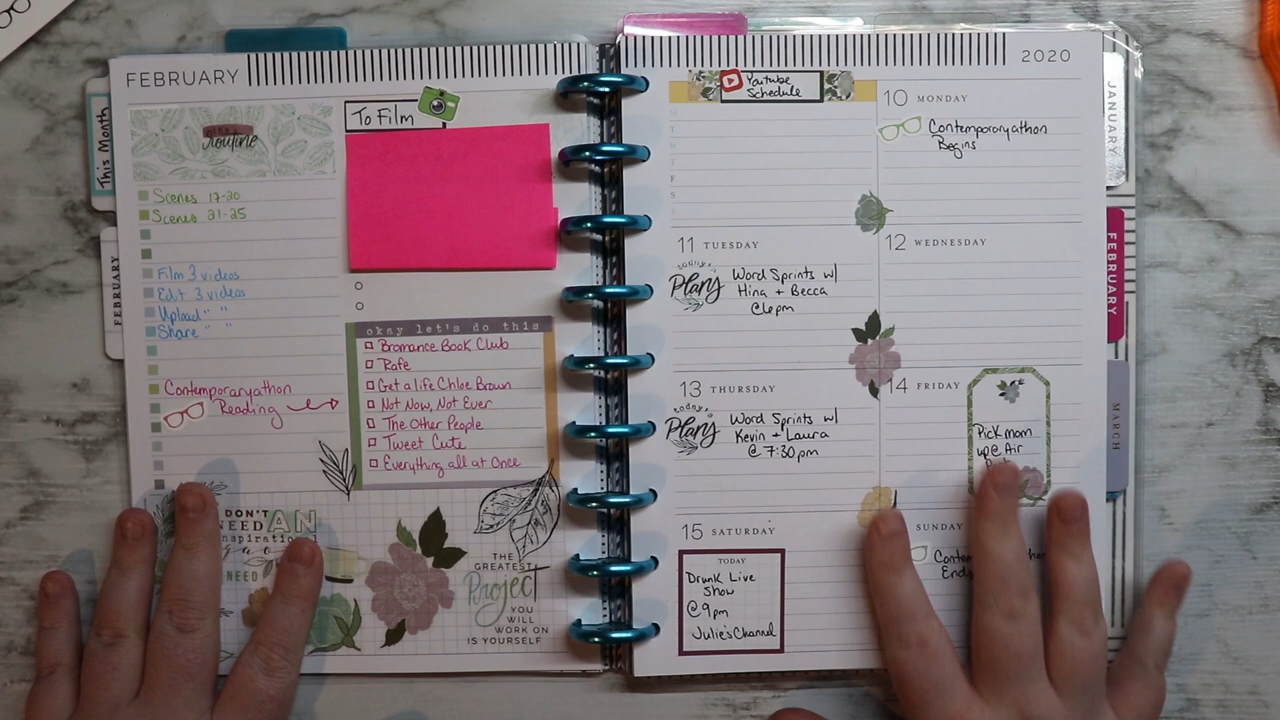 FEBRUARY
This Month
FEBRUARY
routine
Scenes 17-20
Scenes 21-25
Film 3 videos
Edit 3 videos
Upload " "
Share " "
Contemporaryathon
Reading
To Film
okay let's do this
Bromance Book Club
Rafe
Get a life Chloe Brown
Not Now, Not Ever
The Other People
Tweet Cute
Everything all at Once
DON'T
NEED AN
NEED
THE
GREATEST
Project
YOU
WILL
WORK ON
IS YOURSELF
2020
Youtube
Schedule
T
W
T
F
S
10 MONDAY
Contemporaryathon
Begins
11 TUESDAY
today's
Plans
Word Sprints w/
Hina + Becca
@6pm
12 WEDNESDAY
13 THURSDAY
today's
Plans
Word Sprints w/
Kevin + Laura
@ 7:30pm
14 FRIDAY
Pick mom
up @ Air
15 SATURDAY
TODAY
Drunk Live
Show
@9pm
Julie's Channel
SUNDAY
JANUARY
FEBRUARY
MARCH